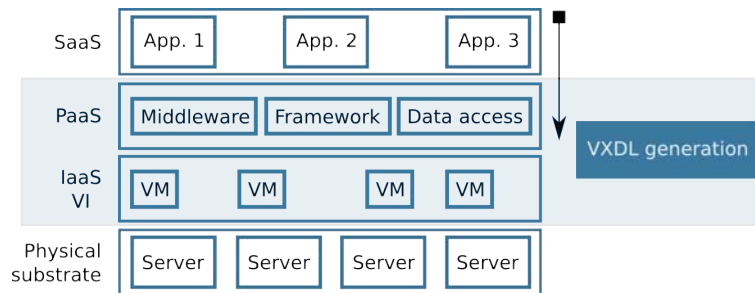 SaaS
App. 1
App. 2
App. 3
PaaS
Middleware
Framework
Data access
VXDL generation
IaaS
VI
VM
VM
VM
VM
Physical
substrate
Server
Server
Server
Server